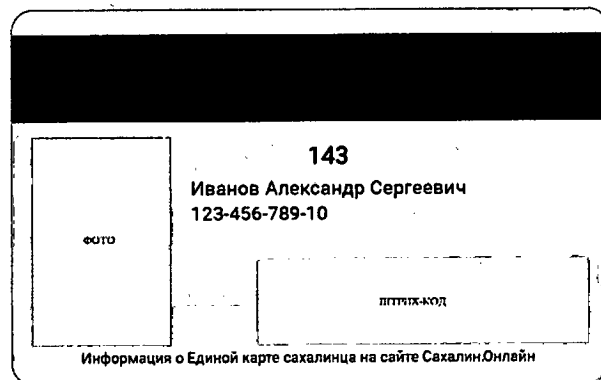 143
Иванов Александр Сергеевич
123-456-789-10
ФОТО
ШТРИХ-КОД
Информация о Единой карте сахалинца на сайте Сахалин.Онлайн